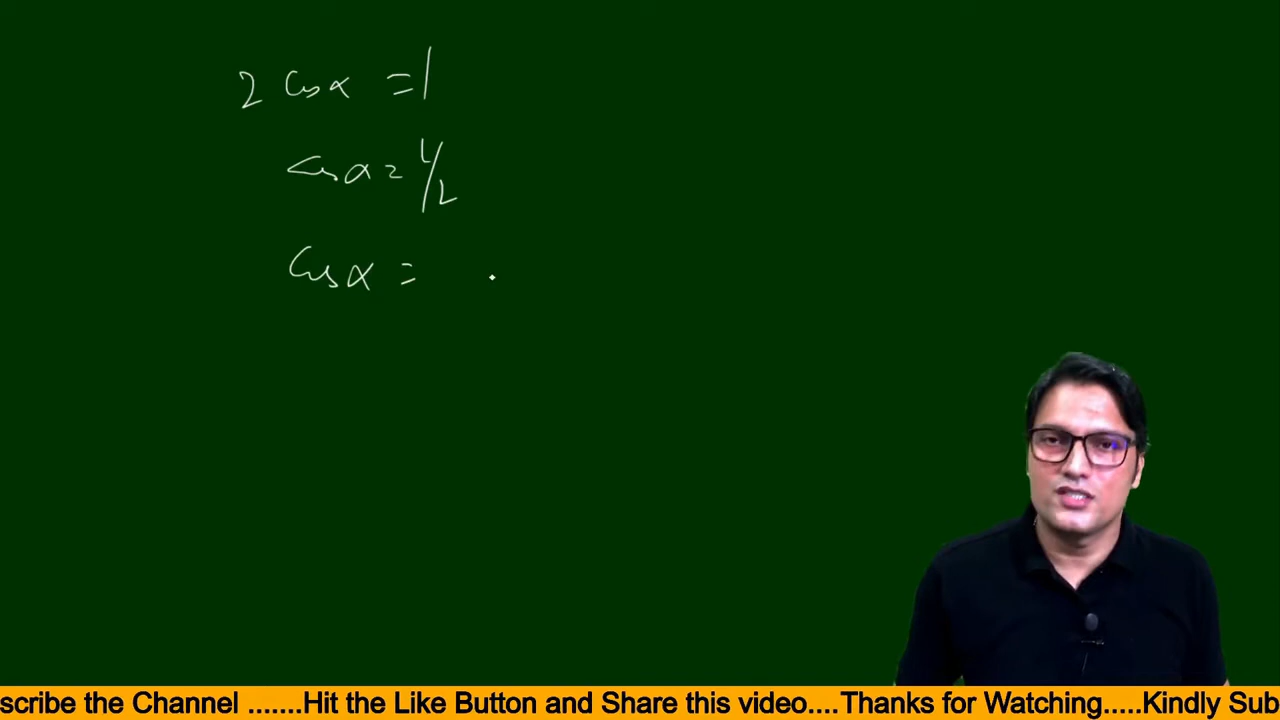 2 cos α = 1
cos α = 1/2
cos α =
scribe the Channel .......Hit the Like Button and Share this video....Thanks for Watching.....Kindly Sub